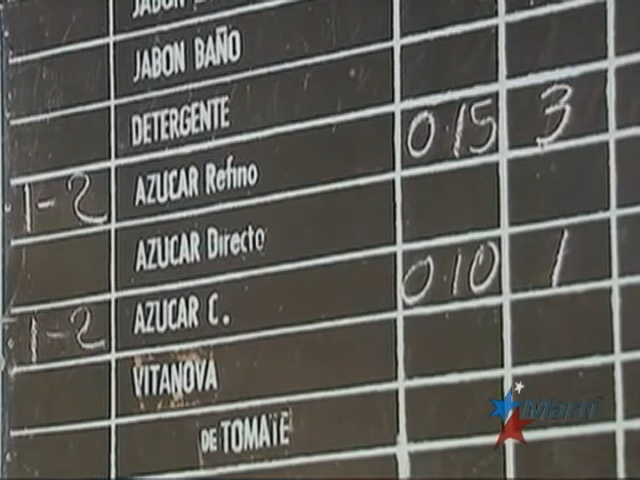 JABON
JABON BAÑO
DETERGENTE
1-2 AZUCAR Refino 0.15 3
AZUCAR Directo
1-2 AZUCAR C. 0.10 1
VITANOVA
DE TOMATE
Martí